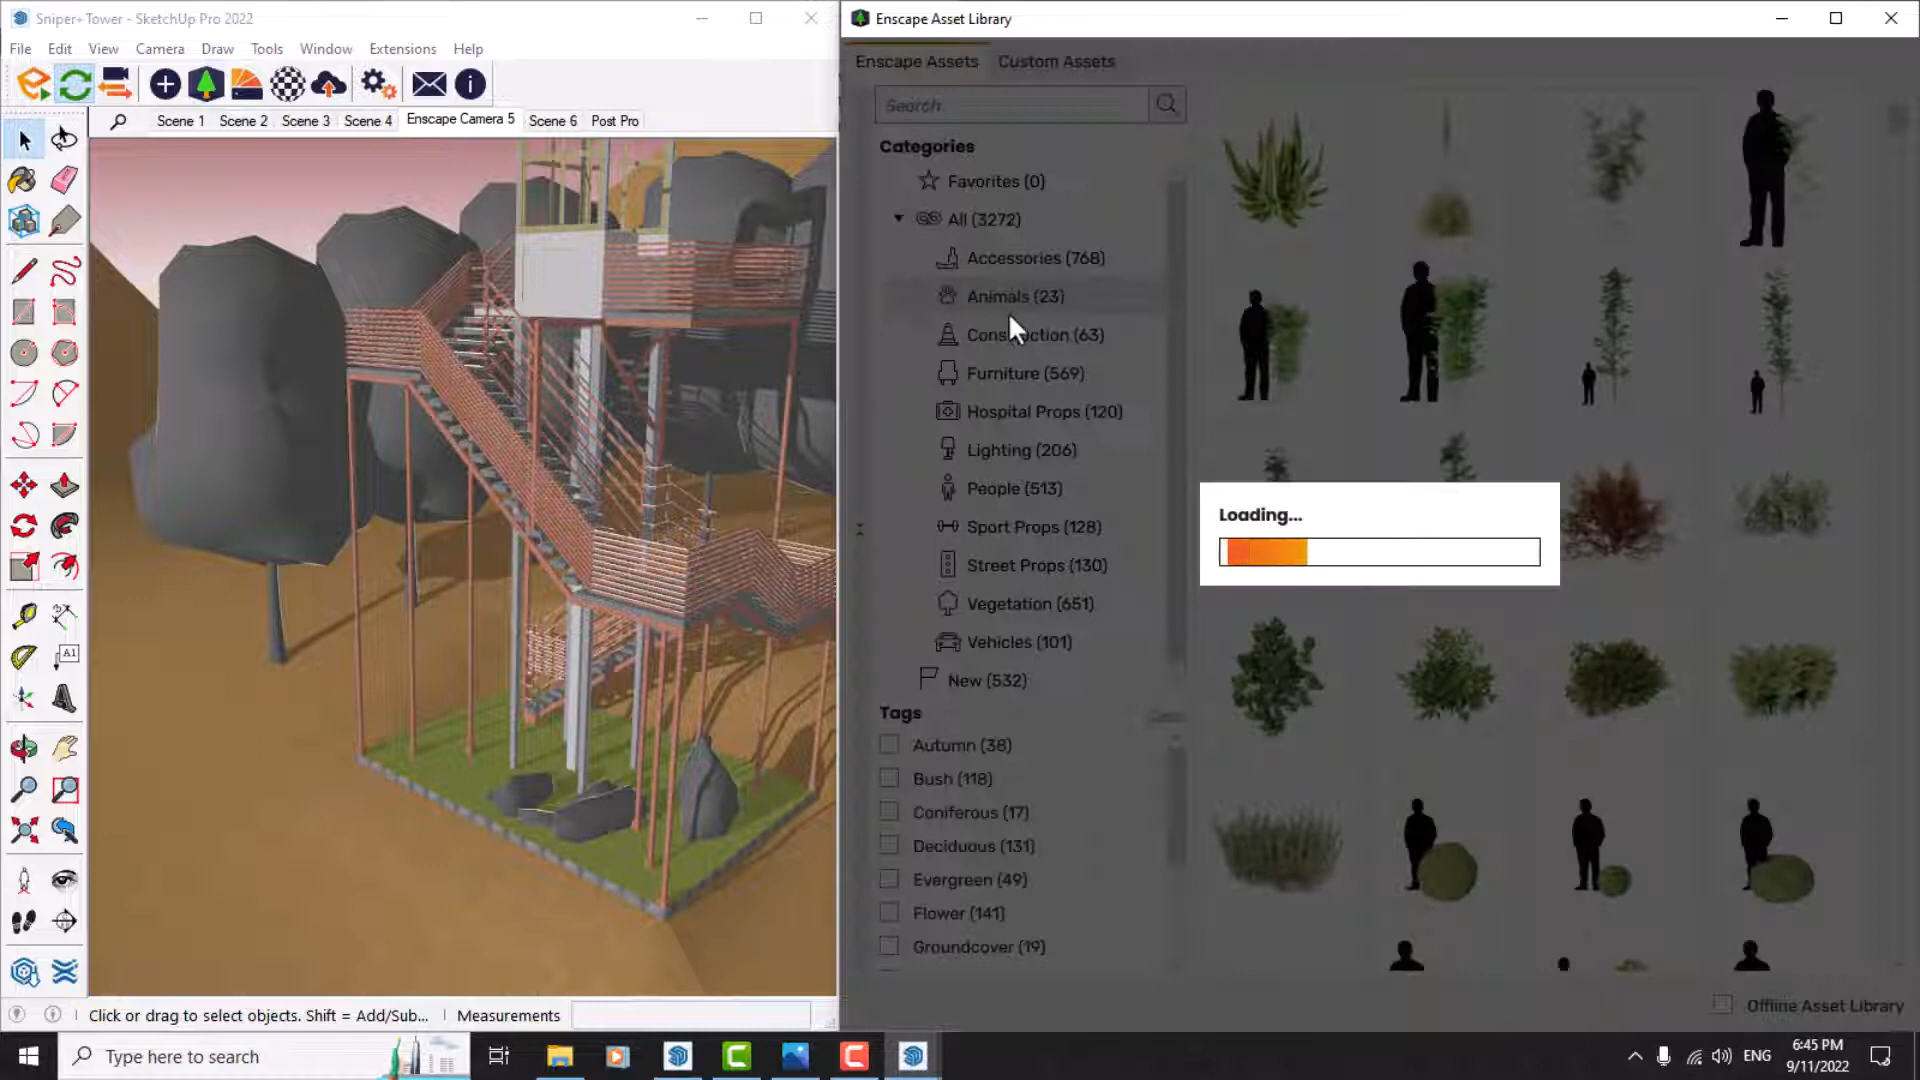 Sniper+Tower - SketchUp Pro 2022
File Edit View Camera Draw Tools Window Extensions Help
Scene 1 Scene 2 Scene 3 Scene 4 Enscape Camera 5 Scene 6 Post Pro
A1
Click or drag to select objects. Shift = Add/Sub... Measurements
Enscape Asset Library
Enscape Assets Custom Assets
Search
Categories
Favorites (0)
All (3272)
Accessories (768)
Animals (23)
Construction (63)
Furniture (569)
Hospital Props (120)
Lighting (206)
People (513)
Sport Props (128)
Street Props (130)
Vegetation (651)
Vehicles (101)
New (532)
Tags
Autumn (38)
Bush (118)
Coniferous (17)
Deciduous (131)
Evergreen (49)
Flower (141)
Groundcover (19)
Loading...
Offline Asset Library
Type here to search
ENG
6:45 PM
9/11/2022